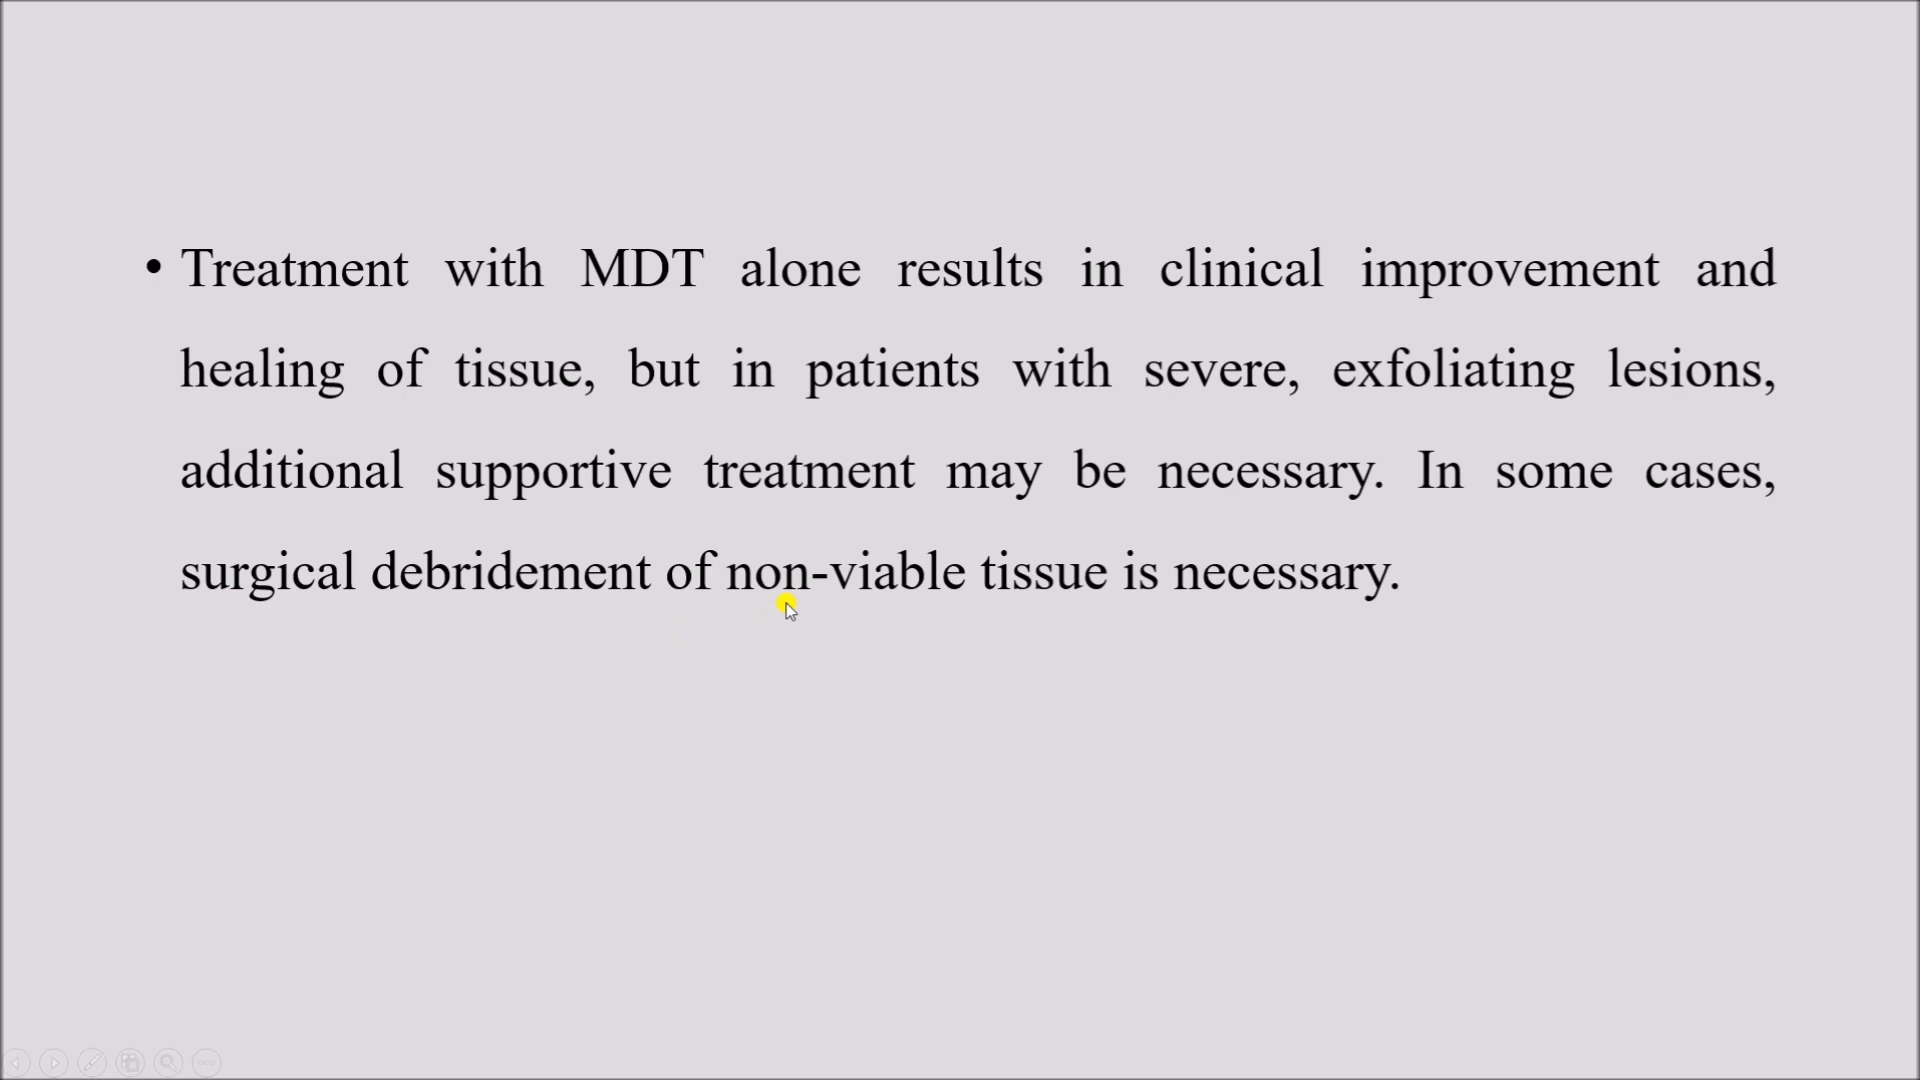 • Treatment with MDT alone results in clinical improvement and
healing of tissue, but in patients with severe, exfoliating lesions,
additional supportive treatment may be necessary. In some cases,
surgical debridement of non-viable tissue is necessary.